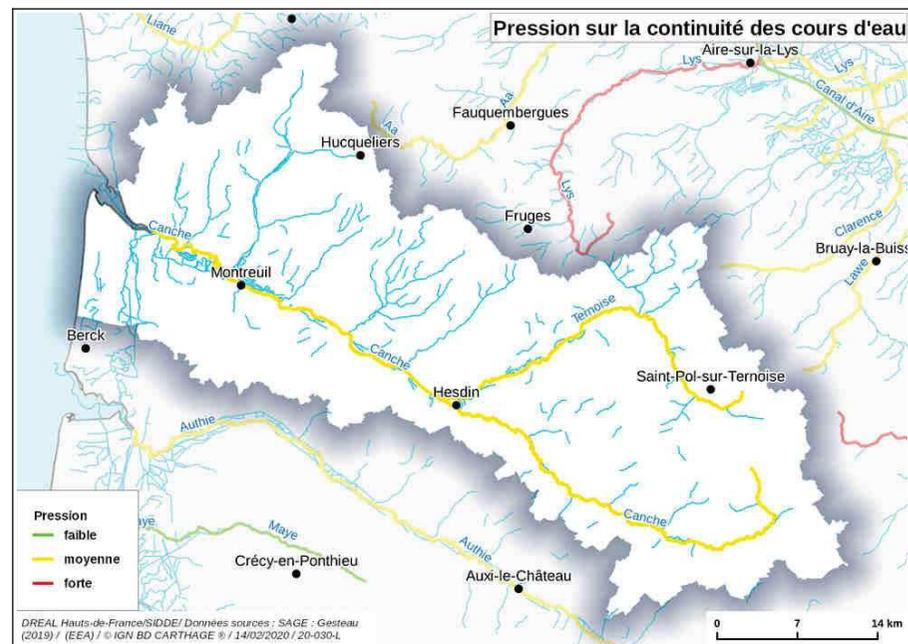 Pression sur la continuité des cours d'eau
Liane
Aire-sur-la-Lys
Lys
Lys
Canal d'Aire
Aa
Aa
Fauquembergues
Hucqueliers
Lys
Fruges
Clarence
Canche
Bruay-la-Buiss
Lawe
Montreuil
Ternoise
Berck
Canche
Saint-Pol-sur-Ternoise
Hesdin
Authie
Canche
Pression
faible
moyenne
forte
aye
Maye
Crécy-en-Ponthieu
Authie
Auxi-le-Château
DREAL Hauts-de-France/SIDDE/ Données sources : SAGE : Gesteau
(2019) / (EEA) / © IGN BD CARTHAGE ® / 14/02/2020 / 20-030-L
0 7 14 km